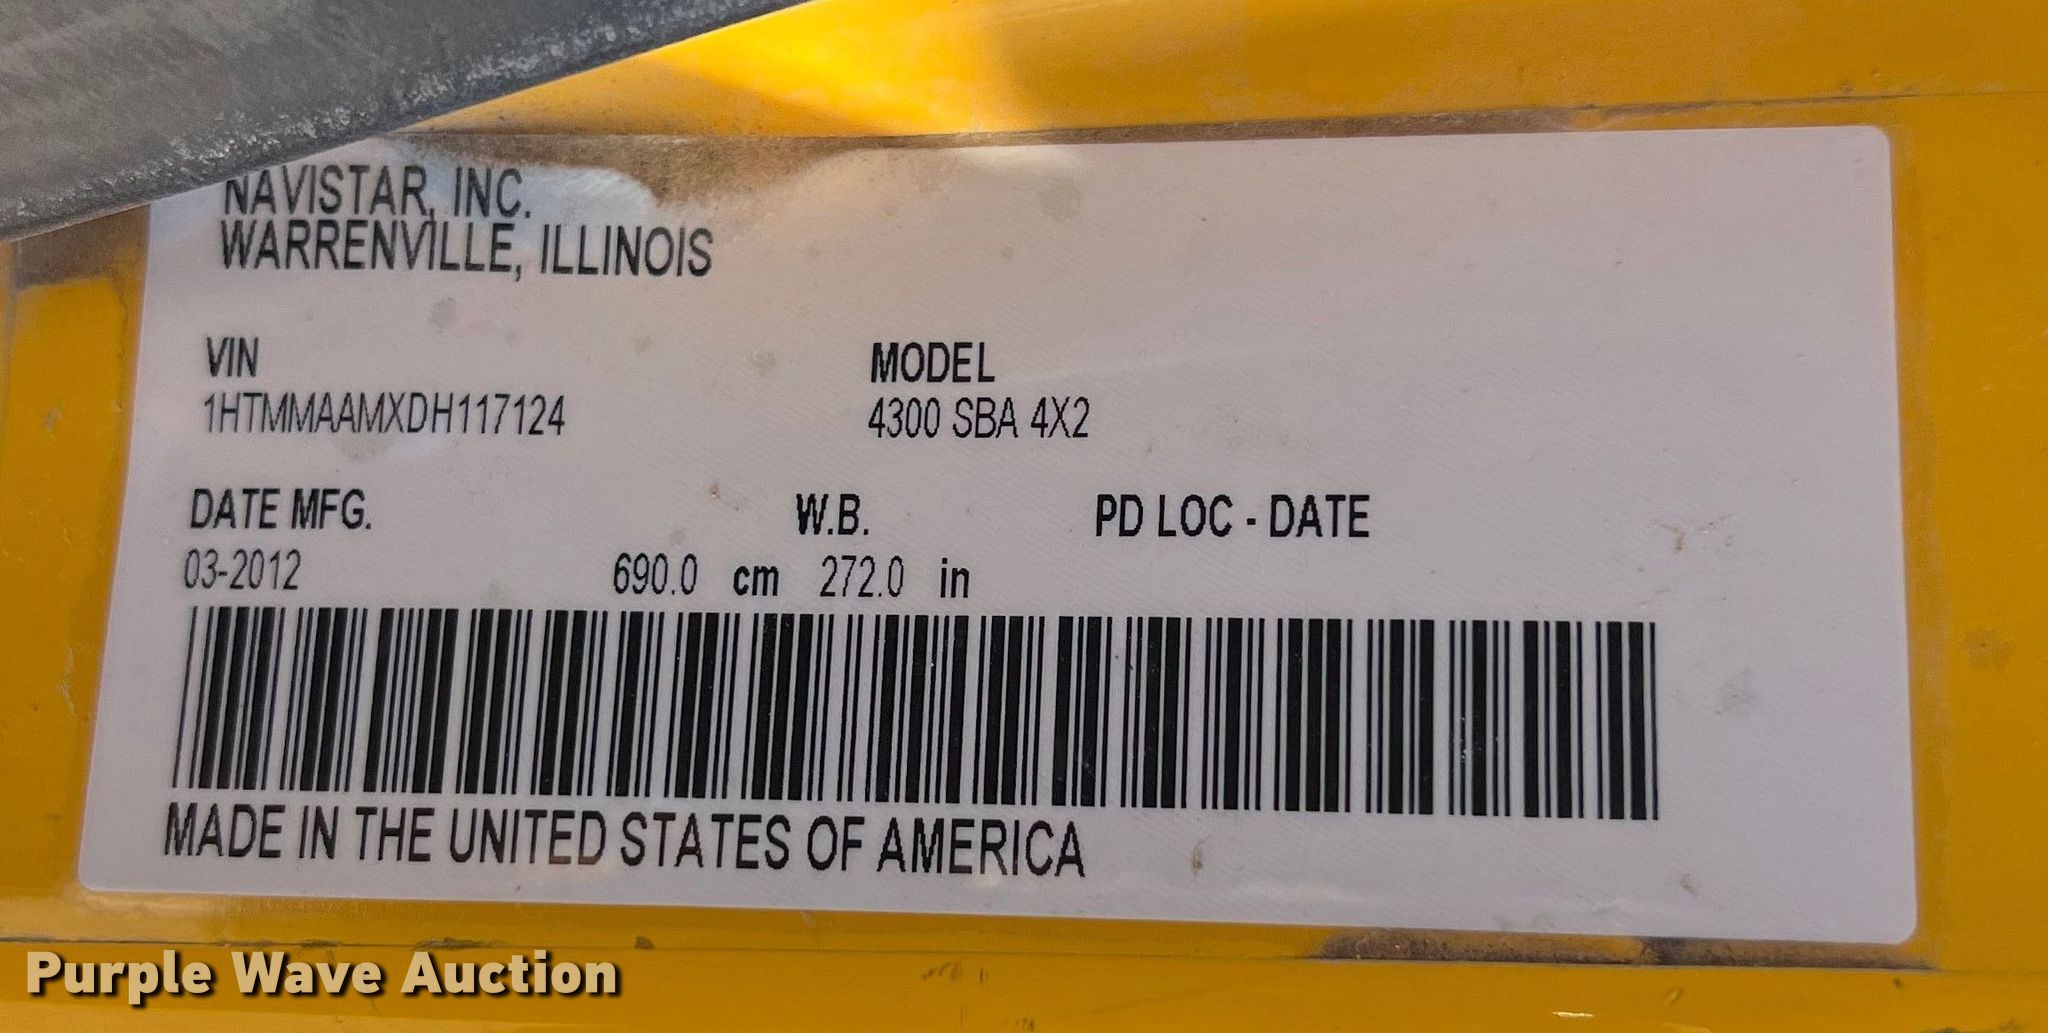 NAVISTAR, INC.
WARRENVILLE, ILLINOIS
VIN MODEL
1HTMMAAMXDH117124 4300 SBA 4X2
DATE MFG. W.B. PD LOC - DATE
03-2012 690.0 cm 272.0 in
MADE IN THE UNITED STATES OF AMERICA
Purple Wave Auction